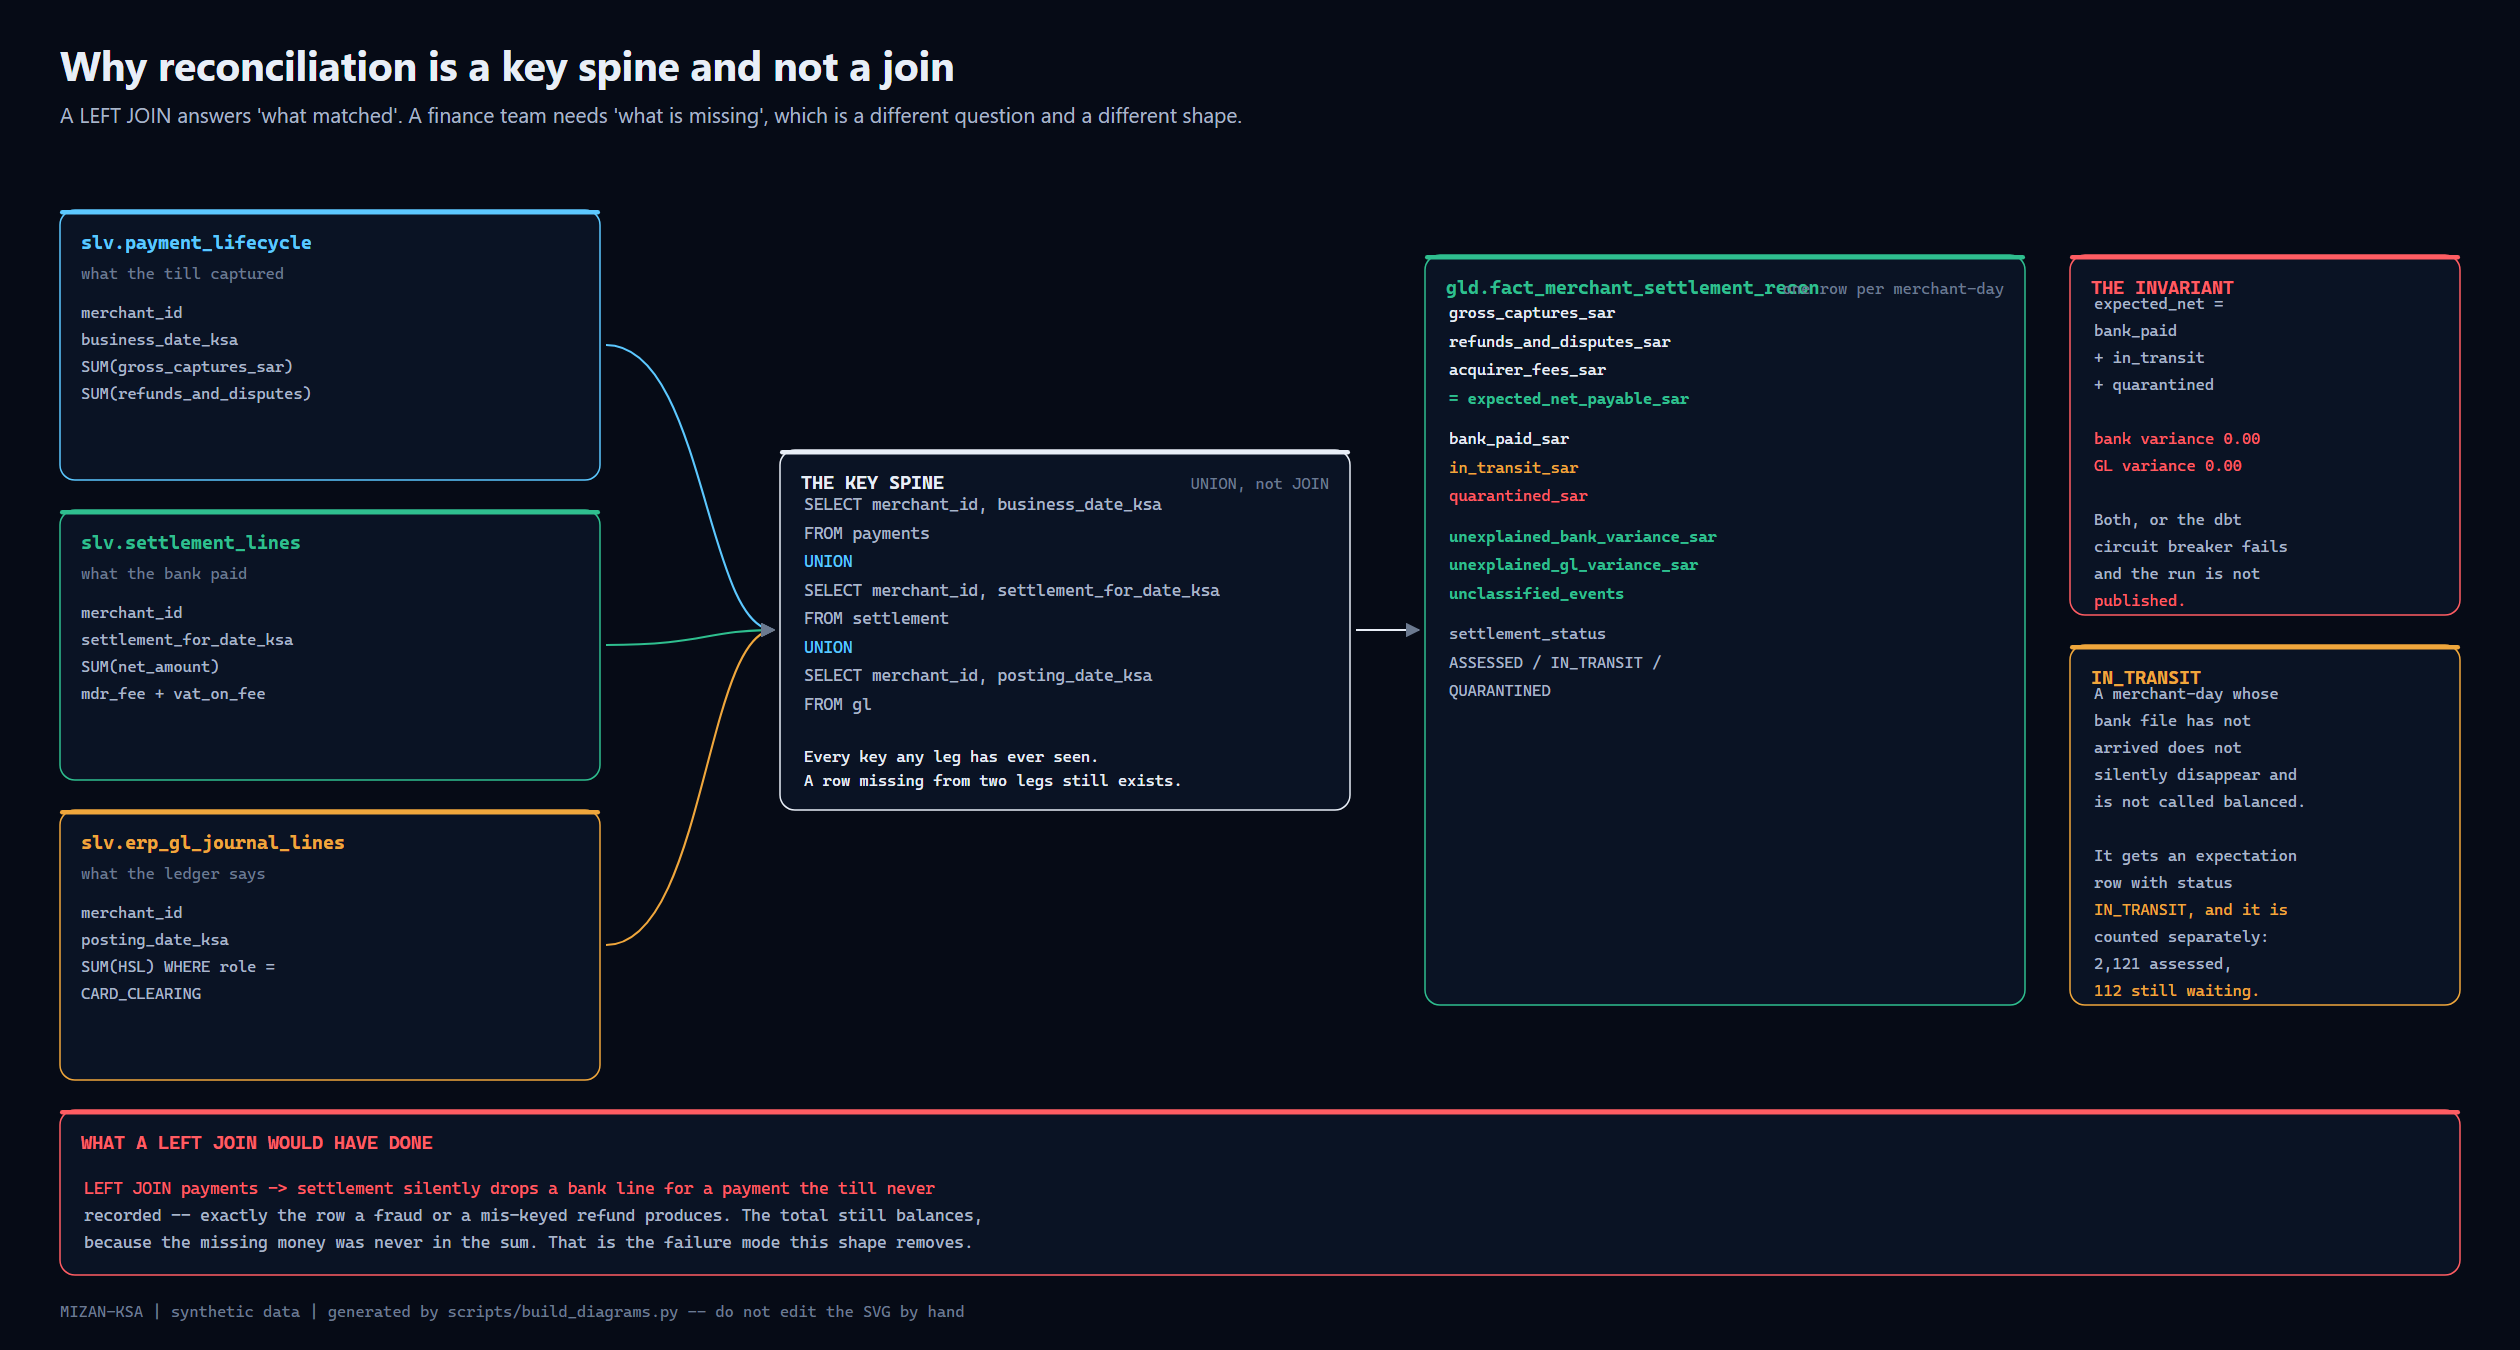 Why reconciliation is a key spine and not a join
A LEFT JOIN answers 'what matched'. A finance team needs 'what is missing', which is a different question and a different shape.
slv.payment_lifecycle
what the till captured
merchant_id
business_date_ksa
SUM(gross_captures_sar)
SUM(refunds_and_disputes)
slv.settlement_lines
what the bank paid
merchant_id
settlement_for_date_ksa
SUM(net_amount)
mdr_fee + vat_on_fee
slv.erp_gl_journal_lines
what the ledger says
merchant_id
posting_date_ksa
SUM(HSL) WHERE role =
CARD_CLEARING
THE KEY SPINE
UNION, not JOIN
SELECT merchant_id, business_date_ksa
FROM payments
UNION
SELECT merchant_id, settlement_for_date_ksa
FROM settlement
UNION
SELECT merchant_id, posting_date_ksa
FROM gl
Every key any leg has ever seen.
A row missing from two legs still exists.
gld.fact_merchant_settlement_recon
one row per merchant-day
gross_captures_sar
refunds_and_disputes_sar
acquirer_fees_sar
= expected_net_payable_sar
bank_paid_sar
in_transit_sar
quarantined_sar
unexplained_bank_variance_sar
unexplained_gl_variance_sar
unclassified_events
settlement_status
ASSESSED / IN_TRANSIT /
QUARANTINED
THE INVARIANT
expected_net =
bank_paid
+ in_transit
+ quarantined
bank variance 0.00
GL variance 0.00
Both, or the dbt
circuit breaker fails
and the run is not
published.
IN_TRANSIT
A merchant-day whose
bank file has not
arrived does not
silently disappear and
is not called balanced.
It gets an expectation
row with status
IN_TRANSIT, and it is
counted separately:
2,121 assessed,
112 still waiting.
WHAT A LEFT JOIN WOULD HAVE DONE
LEFT JOIN payments -> settlement silently drops a bank line for a payment the till never
recorded -- exactly the row a fraud or a mis-keyed refund produces. The total still balances,
because the missing money was never in the sum. That is the failure mode this shape removes.
MIZAN-KSA | synthetic data | generated by scripts/build_diagrams.py -- do not edit the SVG by hand